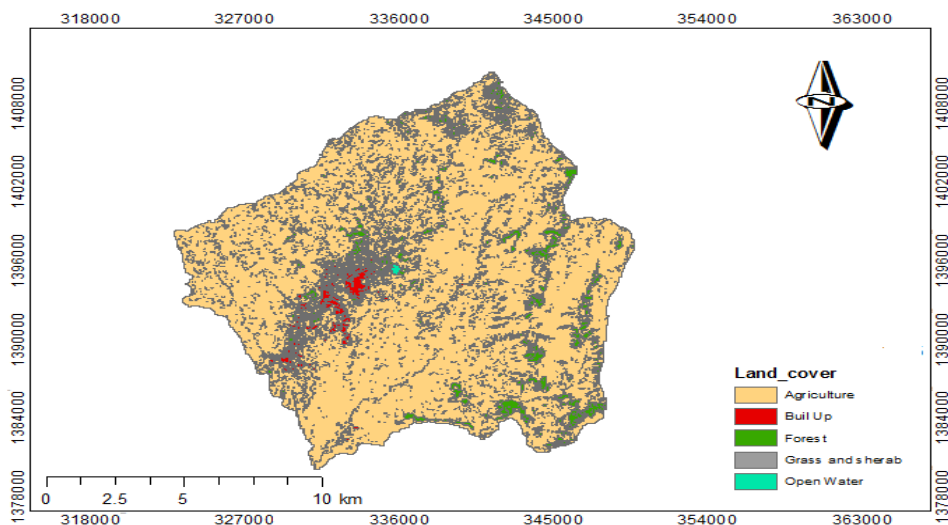 318000 327000 336000 345000 354000 363000
1408000 1408000
1402000 1402000
1396000 1396000
1390000 1390000
1384000 1384000
1378000 1378000
N
Land_cover
Agriculture
Buil Up
Forest
Grass and sherab
Open Water
0 2.5 5 10 km
318000 327000 336000 345000 354000 363000